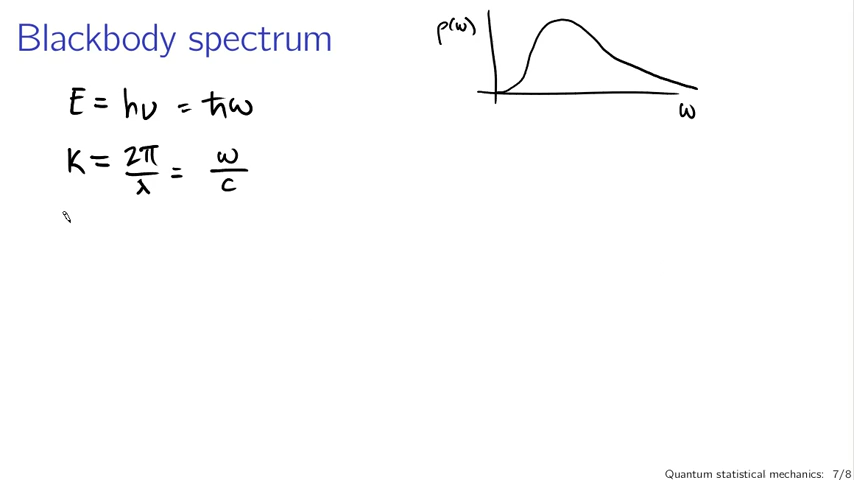 Blackbody spectrum
ρ(ω)
ω
E = hν = ħω
K = 2π/λ = ω/c
Quantum statistical mechanics: 7/8